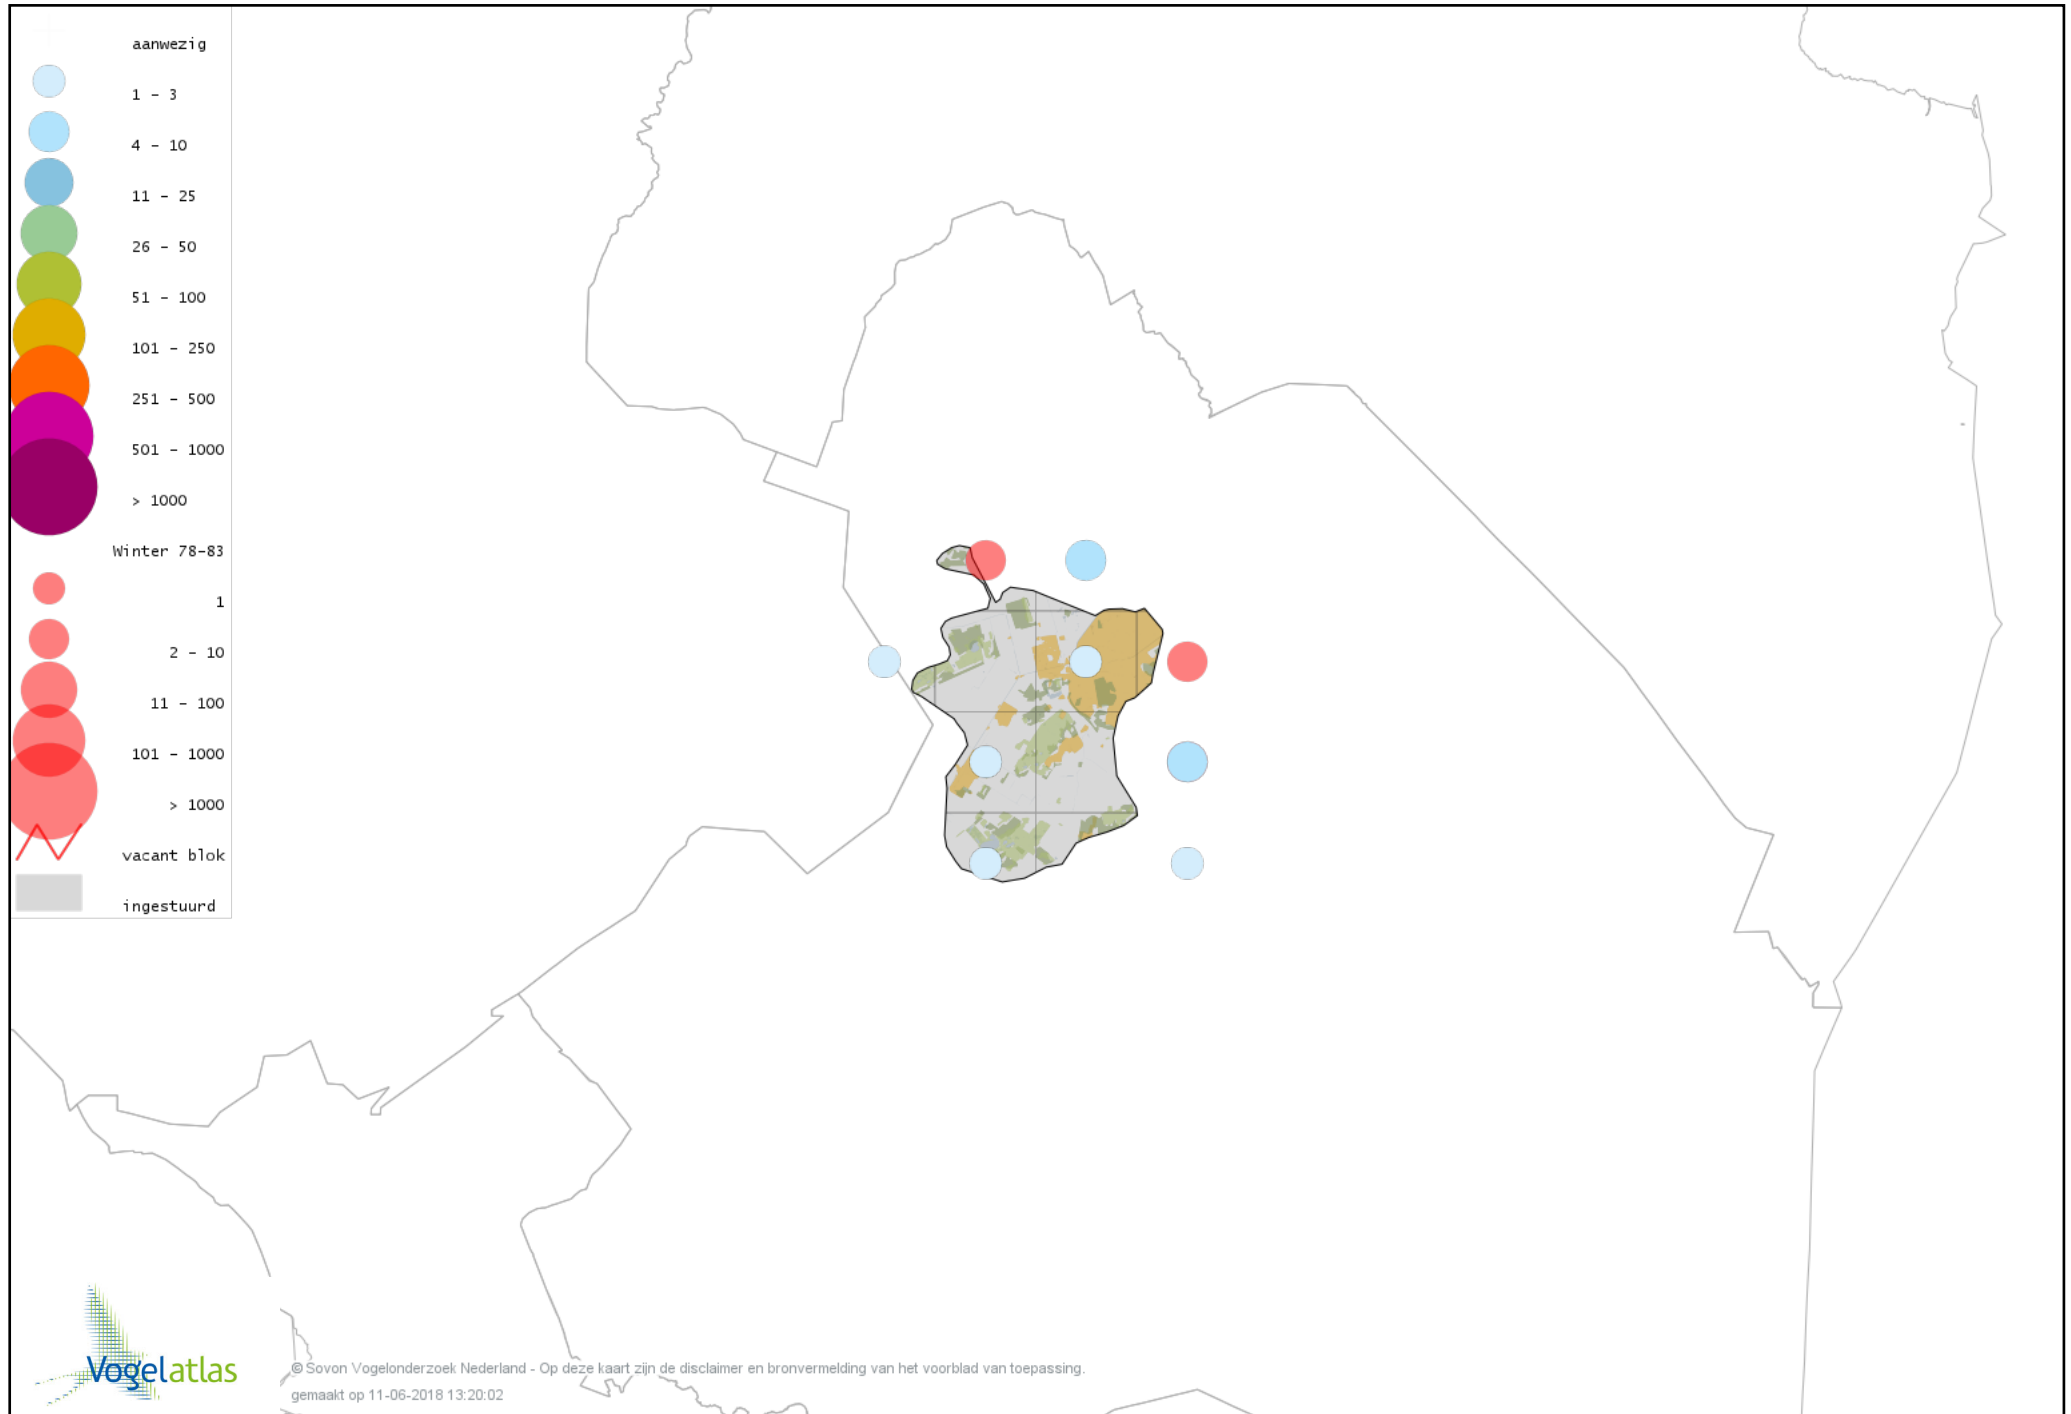 aanwezig
1 - 3
4 - 10
11 - 25
26 - 50
51 - 100
101 - 250
251 - 500
501 - 1000
> 1000
Winter 78-83
1
2 - 10
11 - 100
101 - 1000
> 1000
vacant blok
ingestuurd
Vogelatlas
© Sovon Vogelonderzoek Nederland - Op deze kaart zijn de disclaimer en bronvermelding van het voorblad van toepassing.
gemaakt op 11-06-2018 13:20:02